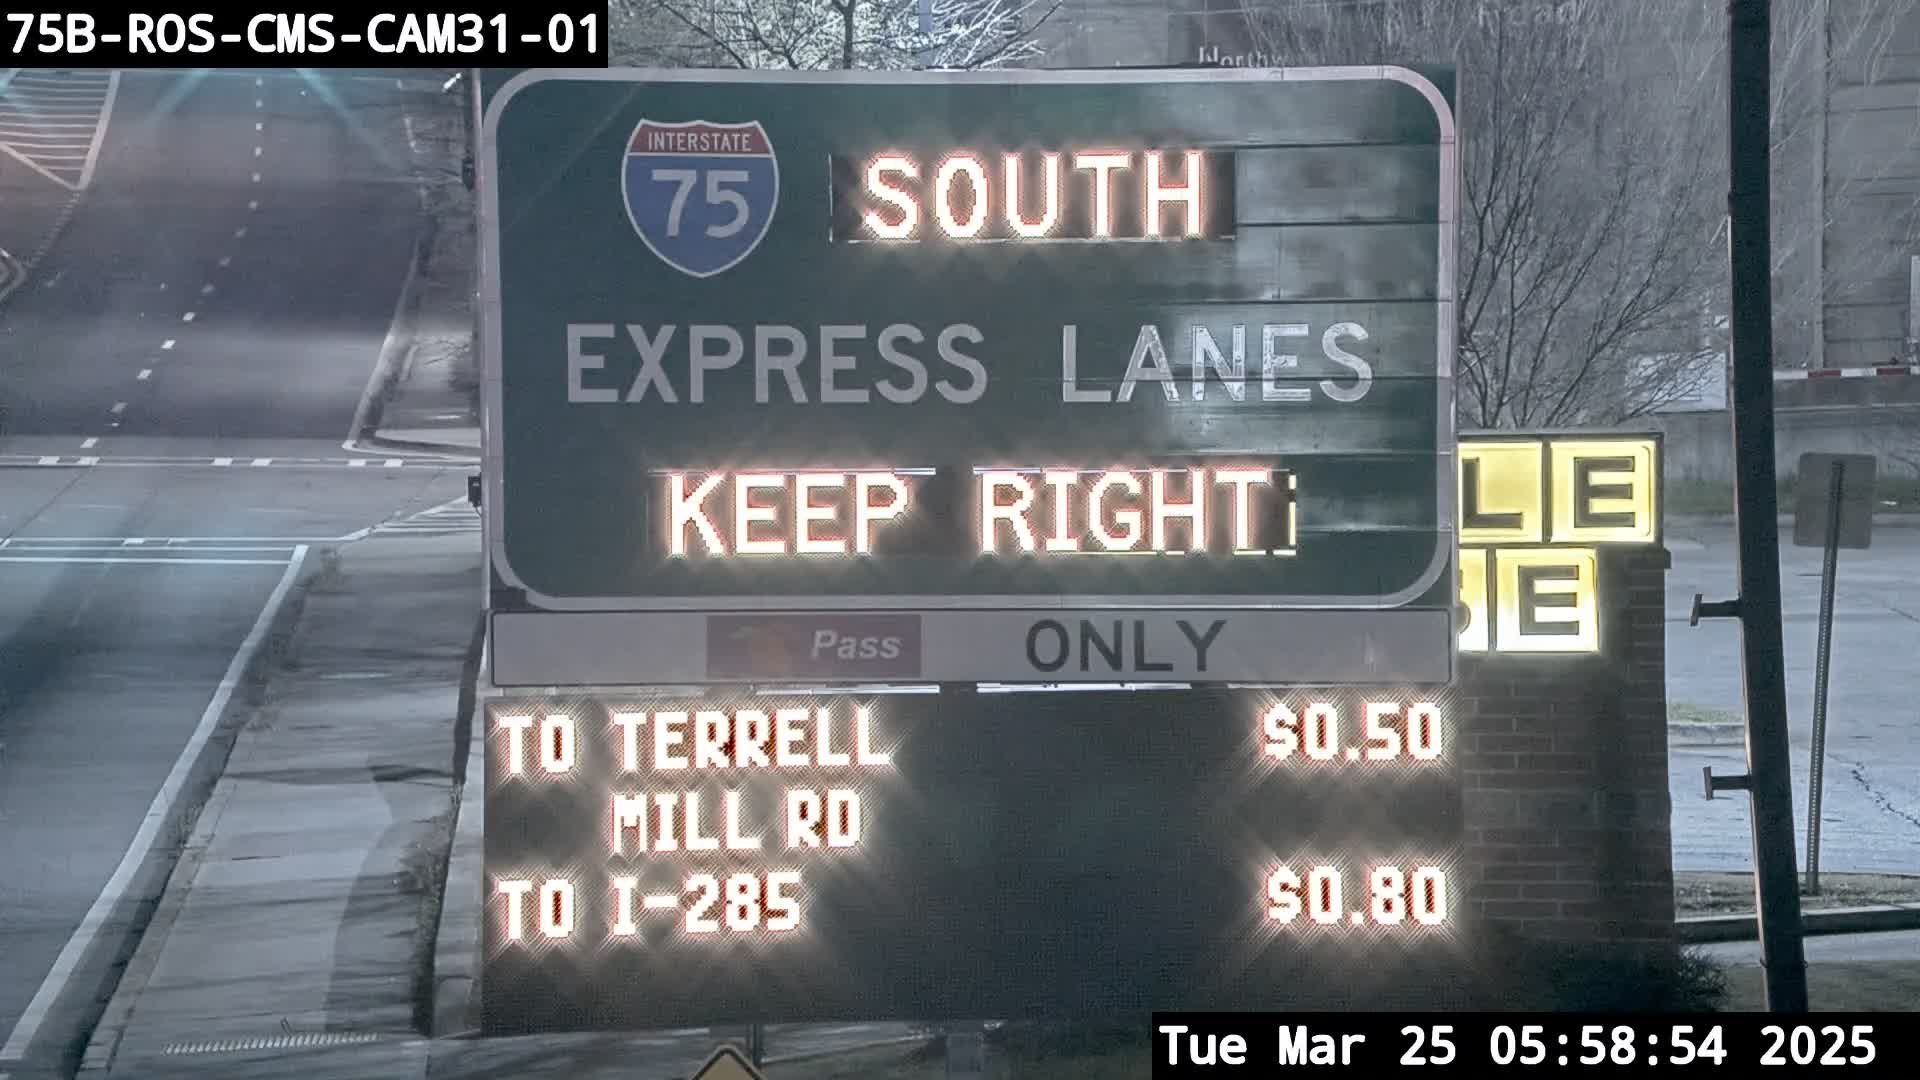 75B-ROS-CMS-CAM31-01
INTERSTATE
75
SOUTH
EXPRESS LANES
KEEP RIGHT
Pass ONLY
TO TERRELL $0.50
MILL RD
TO I-285 $0.80
LE
E
Tue Mar 25 05:58:54 2025